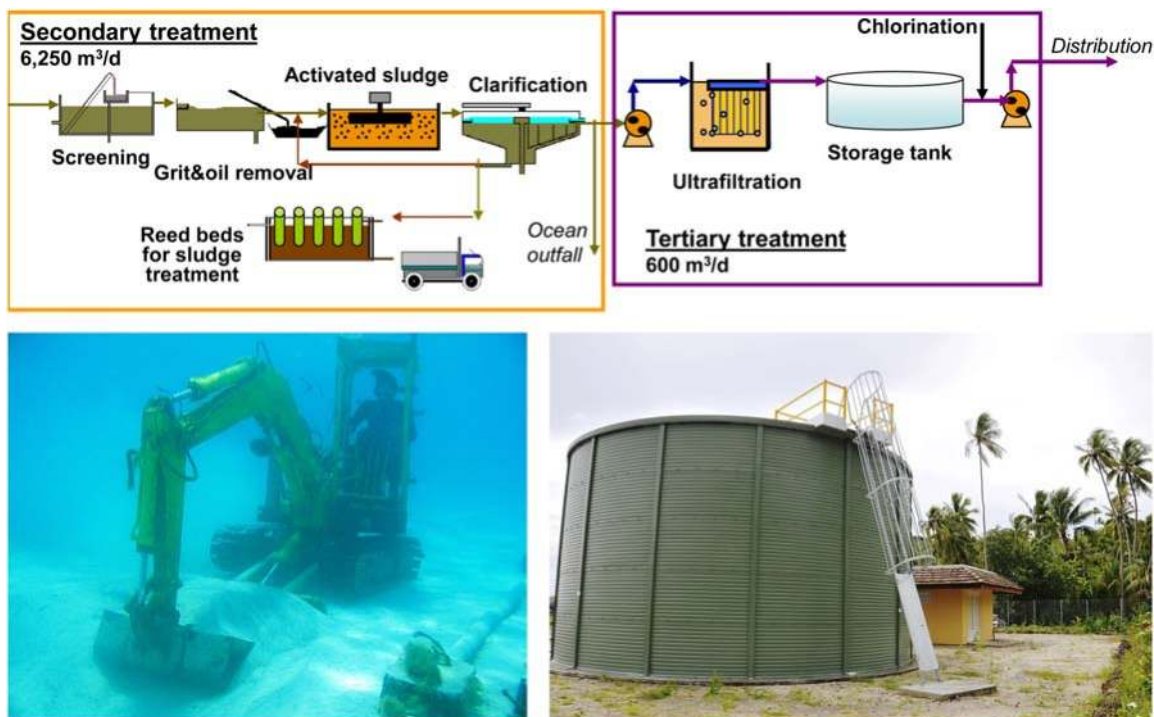 Secondary treatment
6,250 m³/d
Screening
Grit&oil removal
Activated sludge
Clarification
Reed beds
for sludge
treatment
Ocean
outfall
Ultrafiltration
Chlorination
Storage tank
Distribution
Tertiary treatment
600 m³/d